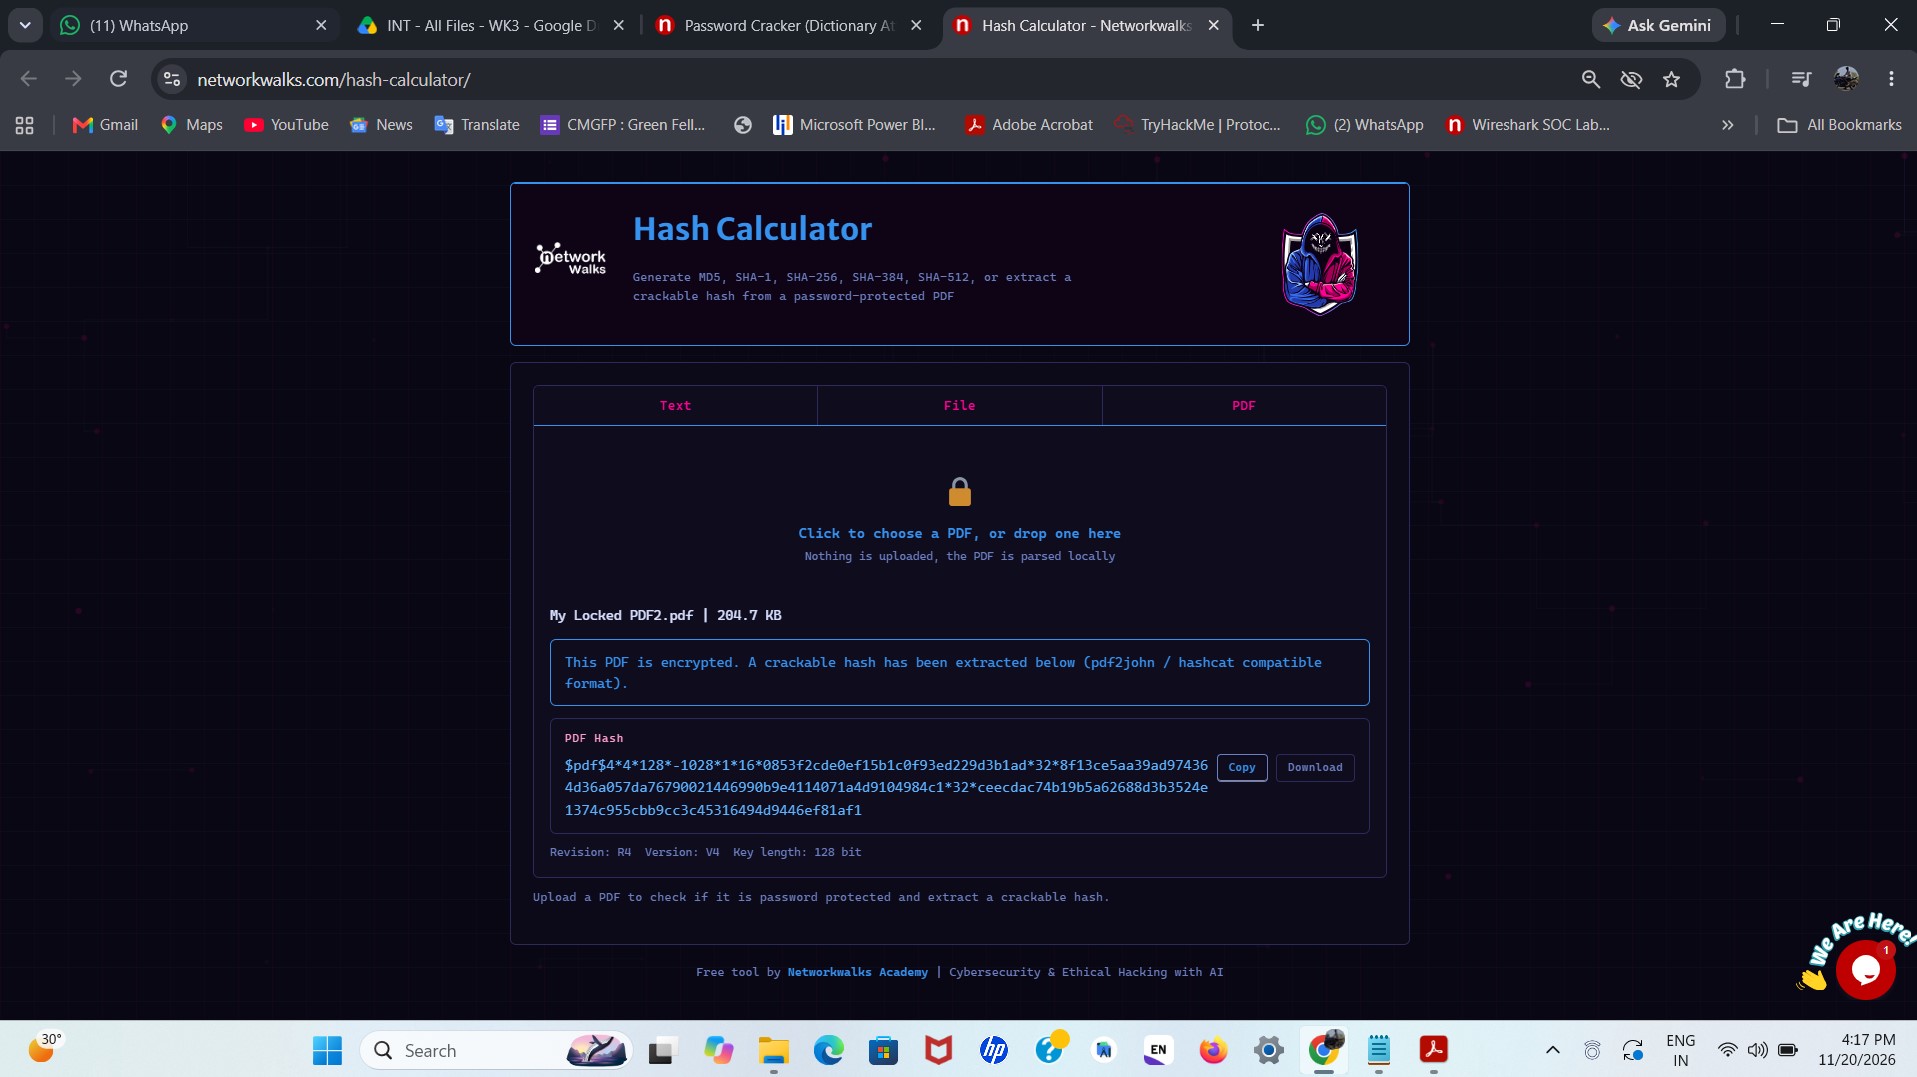 (11) WhatsApp
INT - All Files - WK3 - Google D
Password Cracker (Dictionary At
Hash Calculator - Networkwalks
Ask Gemini
networkwalks.com/hash-calculator/
Gmail
Maps
YouTube
News
Translate
CMGFP : Green Fell...
Microsoft Power BI...
Adobe Acrobat
TryHackMe | Protoc...
(2) WhatsApp
Wireshark SOC Lab...
All Bookmarks
network
Walks
Hash Calculator
Generate MD5, SHA-1, SHA-256, SHA-384, SHA-512, or extract a
crackable hash from a password-protected PDF
Text
File
PDF
Click to choose a PDF, or drop one here
Nothing is uploaded, the PDF is parsed locally
My Locked PDF2.pdf | 204.7 KB
This PDF is encrypted. A crackable hash has been extracted below (pdf2john / hashcat compatible
format).
PDF Hash
$pdf$4*4*128*-1028*1*16*0853f2cde0ef15b1c0f93ed229d3b1ad*32*8f13ce5aa39ad97436
4d36a057da76790021446990b9e4114071a4d9104984c1*32*ceecdac74b19b5a62688d3b3524e
1374c955cbb9cc3c45316494d9446ef81af1
Copy
Download
Revision: R4 Version: V4 Key length: 128 bit
Upload a PDF to check if it is password protected and extract a crackable hash.
Free tool by Networkwalks Academy | Cybersecurity & Ethical Hacking with AI
We Are Here!
1
30°
Search
hp
EN
ENG
IN
4:17 PM
11/20/2026